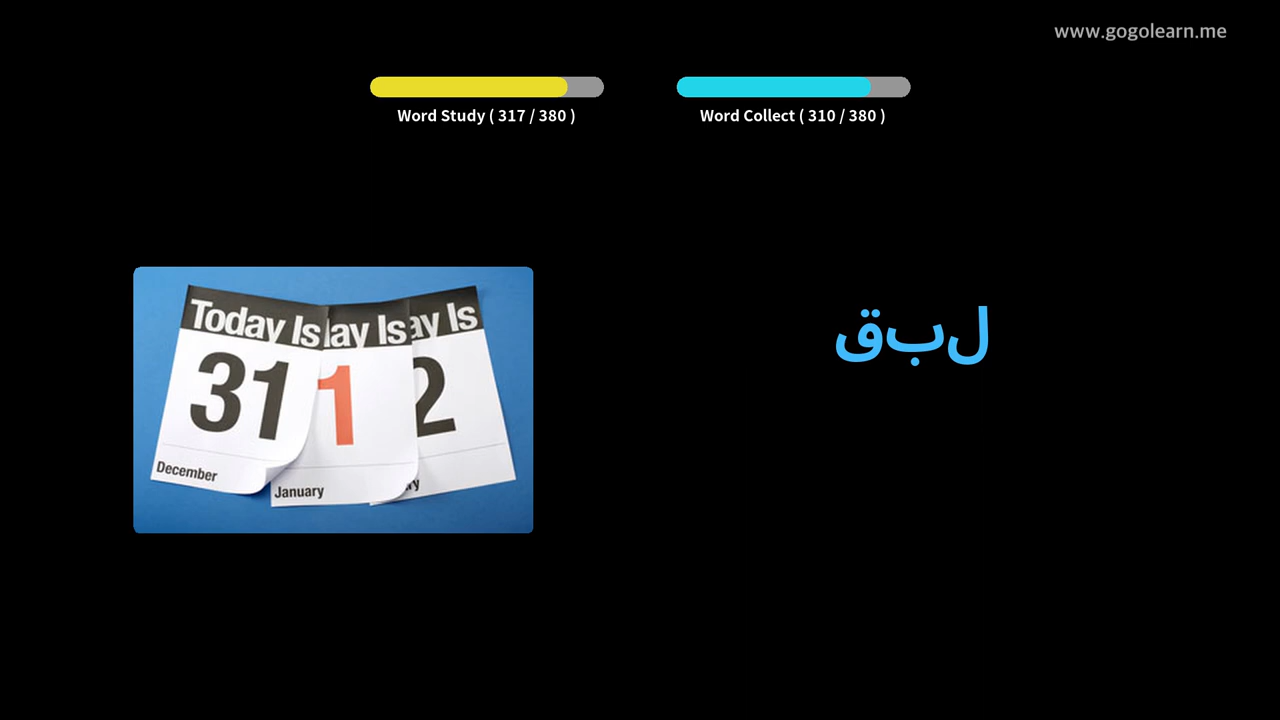 www.gogolearn.me
Word Study ( 317 / 380 )
Word Collect ( 310 / 380 )
Today Is
ay Is
ay Is
31
1
2
December
January
ry
لبق